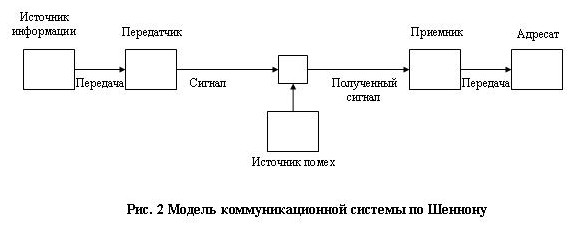 Источник
информации
Передатчик
Приемник
Адресат
Передача
Сигнал
Полученный
сигнал
Передача
Источник помех
Рис. 2 Модель коммуникационной системы по Шеннону